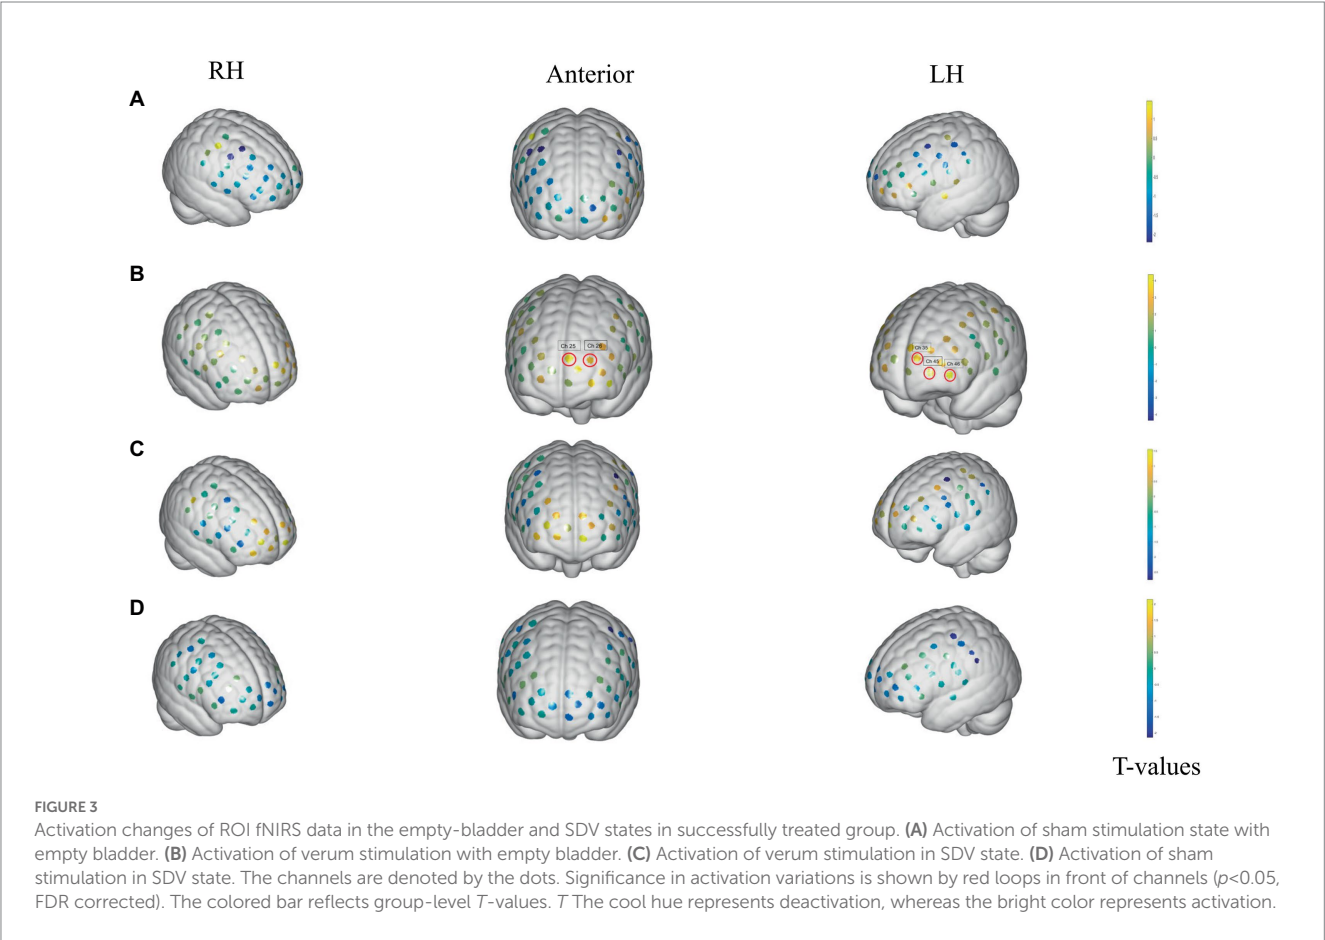 RH Anterior LH
A
B
Ch 25 Ch 26
Ch 39
Ch 49 Ch 48
C
D
T-values
FIGURE 3
Activation changes of ROI fNIRS data in the empty-bladder and SDV states in successfully treated group. (A) Activation of sham stimulation state with
empty bladder. (B) Activation of verum stimulation with empty bladder. (C) Activation of verum stimulation in SDV state. (D) Activation of sham
stimulation in SDV state. The channels are denoted by the dots. Significance in activation variations is shown by red loops in front of channels (p<0.05,
FDR corrected). The colored bar reflects group-level T-values. T The cool hue represents deactivation, whereas the bright color represents activation.